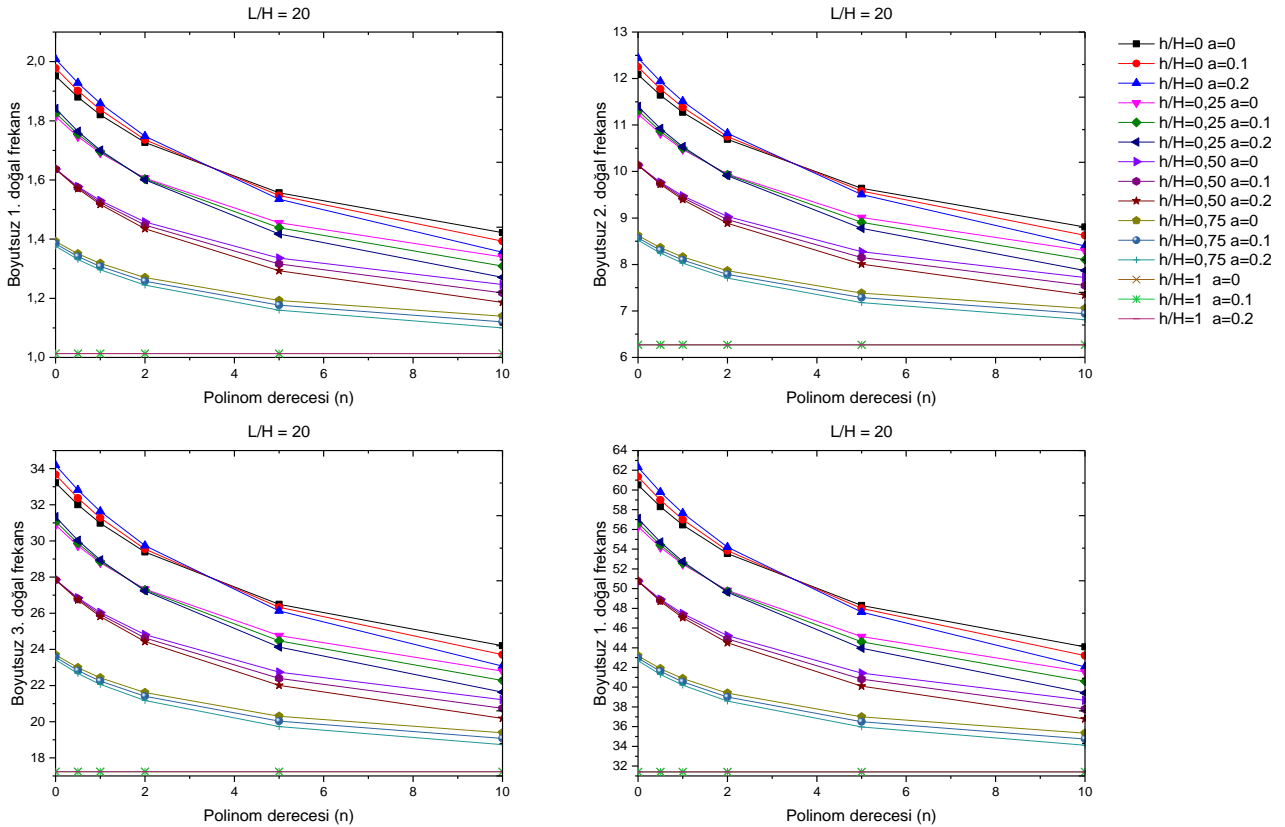 L/H = 20
2,0
1,8
1,6
1,4
1,2
1,0
0 2 4 6 8 10
Boyutsuz 1. doğal frekans
Polinom derecesi (n)
L/H = 20
13
12
11
10
9
8
7
6
0 2 4 6 8 10
Boyutsuz 2. doğal frekans
Polinom derecesi (n)
h/H=0 a=0
h/H=0 a=0.1
h/H=0 a=0.2
h/H=0,25 a=0
h/H=0,25 a=0.1
h/H=0,25 a=0.2
h/H=0,50 a=0
h/H=0,50 a=0.1
h/H=0,50 a=0.2
h/H=0,75 a=0
h/H=0,75 a=0.1
h/H=0,75 a=0.2
h/H=1 a=0
h/H=1 a=0.1
h/H=1 a=0.2
L/H = 20
34
32
30
28
26
24
22
20
18
0 2 4 6 8 10
Boyutsuz 3. doğal frekans
Polinom derecesi (n)
L/H = 20
64
62
60
58
56
54
52
50
48
46
44
42
40
38
36
34
32
0 2 4 6 8 10
Boyutsuz 1. doğal frekans
Polinom derecesi (n)